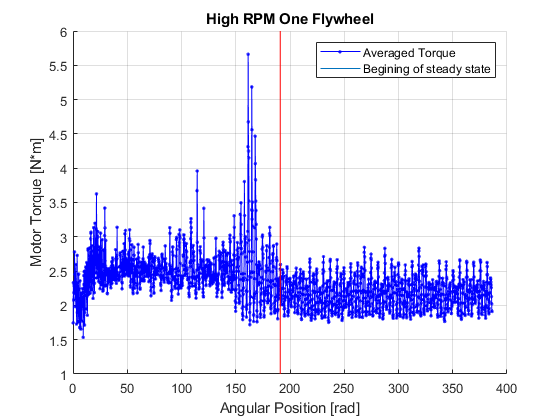 High RPM One Flywheel
Averaged Torque
Begining of steady state
Motor Torque [N*m]
6
5.5
5
4.5
4
3.5
3
2.5
2
1.5
1
0 50 100 150 200 250 300 350 400
Angular Position [rad]